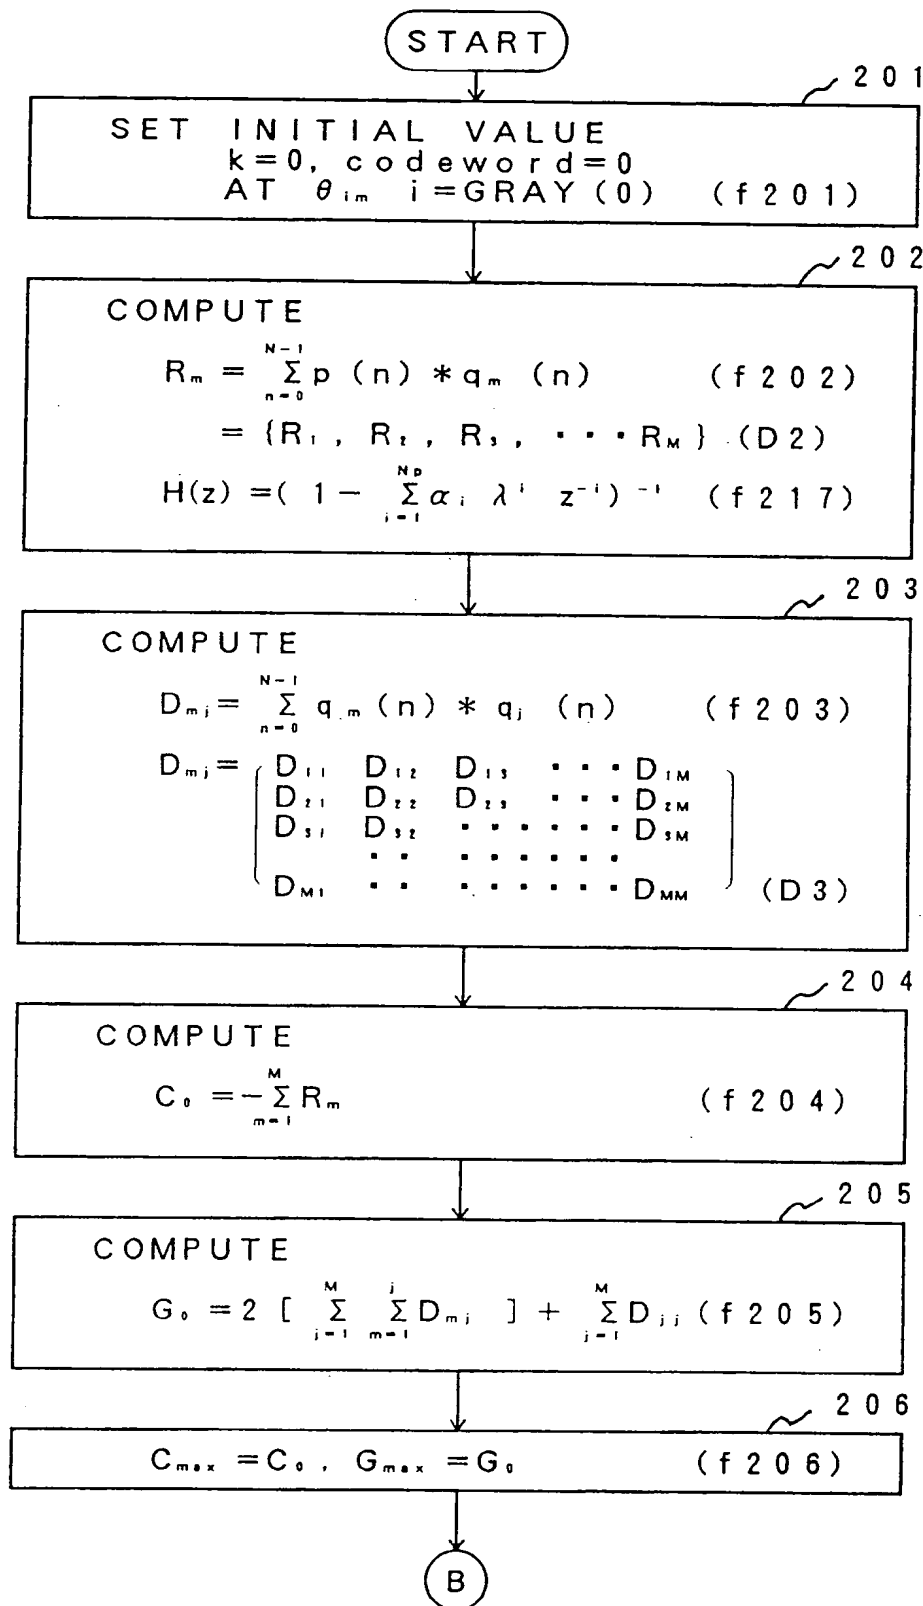 START
201
SET INITIAL VALUE
k=0, codeword=0
AT θim i=GRAY(0) (f201)
202
COMPUTE
N-1
Rm = Σ p (n) * qm (n) (f202)
n=0
= {R1, R2, R3, ···RM} (D2)
Np
H(z) =( 1 - Σ αi λi z-i) -1 (f217)
i=1
203
COMPUTE
N-1
Dmj = Σ qm (n) * qj (n) (f203)
n=0
Dmj = ( D11 D12 D13 ··· D1M )
D21 D22 D23 ··· D2M
D31 D32 ······ D3M
·· ······
DM1 ·· ······ DMM (D3)
204
COMPUTE
M
C0 = -Σ Rm (f204)
m=1
205
COMPUTE
M j M
G0 = 2 [ Σ Σ Dmj ] + Σ Djj (f205)
j=1 m=1 j=1
206
Cmax = C0, Gmax = G0 (f206)
B